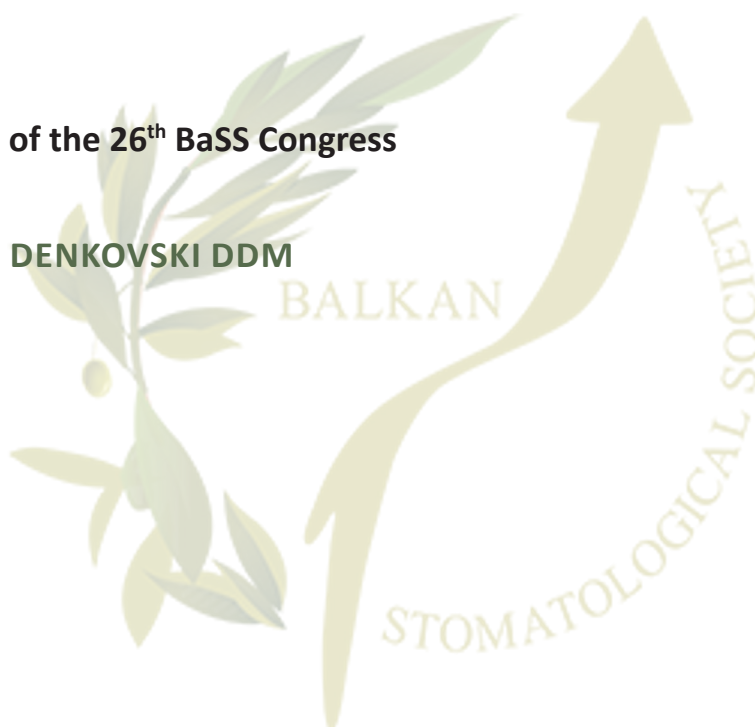 of the 26th BaSS Congress
DENKOVSKI DDM
BALKAN
STOMATOLOGICAL SOCIETY